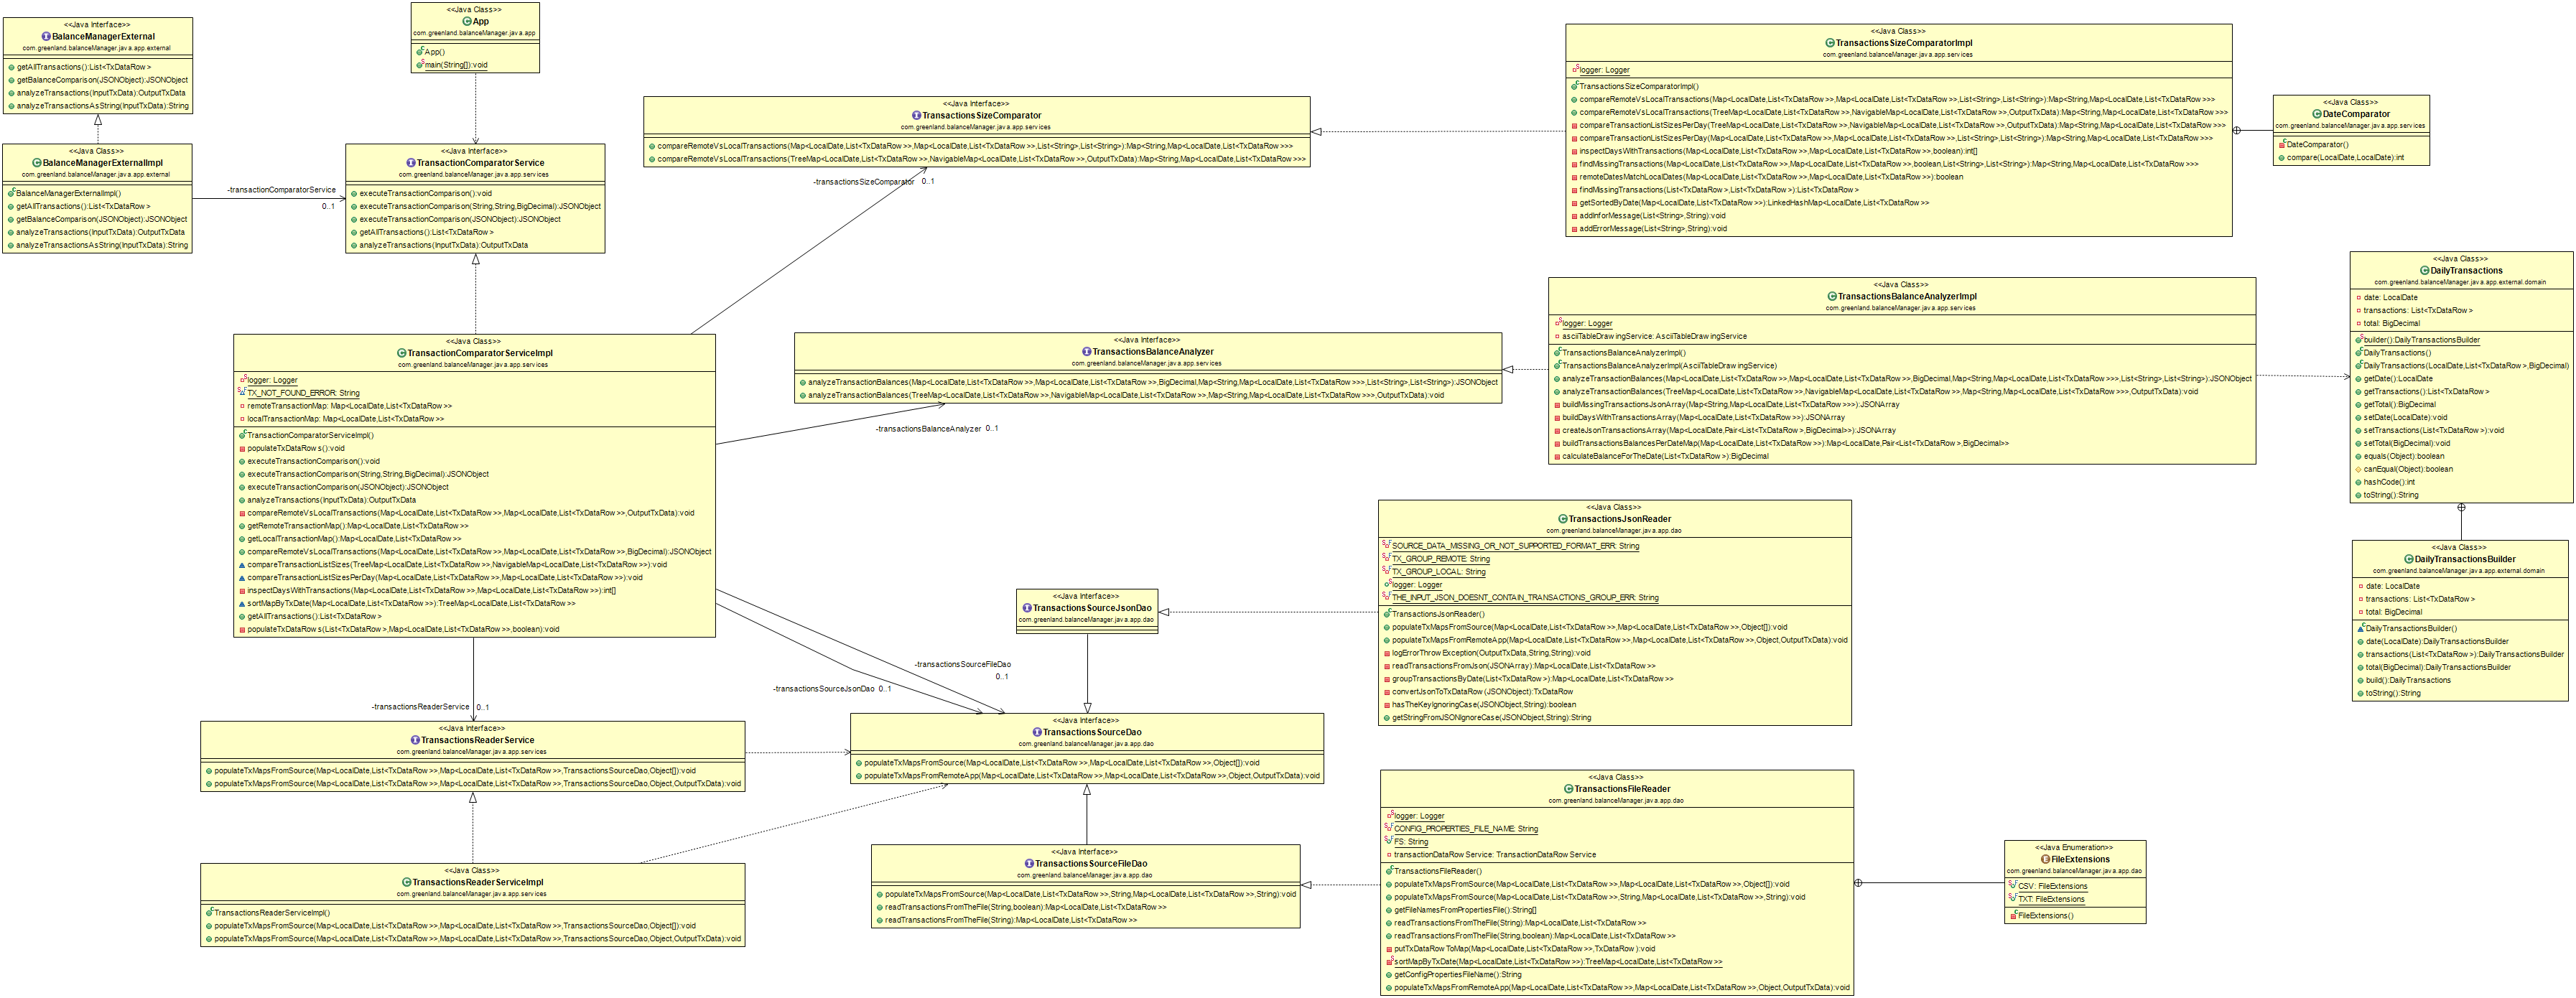 <<Java Interface>>
BalanceManagerExternal
com.greenland.balanceManager.java.app.external
getAllTransactions():List<TxDataRow>
getBalanceComparison(JSONObject):JSONObject
analyzeTransactions(InputTxData):OutputTxData
analyzeTransactionsAsString(InputTxData):String
<<Java Class>>
BalanceManagerExternalImpl
com.greenland.balanceManager.java.app.external
BalanceManagerExternalImpl()
getAllTransactions():List<TxDataRow>
getBalanceComparison(JSONObject):JSONObject
analyzeTransactions(InputTxData):OutputTxData
analyzeTransactionsAsString(InputTxData):String
-transactionComparatorService
0..1
<<Java Class>>
App
com.greenland.balanceManager.java.app
App()
main(String[]):void
<<Java Interface>>
TransactionComparatorService
com.greenland.balanceManager.java.app.services
executeTransactionComparison():void
executeTransactionComparison(String,String,BigDecimal):JSONObject
executeTransactionComparison(JSONObject):JSONObject
getAllTransactions():List<TxDataRow>
analyzeTransactions(InputTxData):OutputTxData
<<Java Class>>
TransactionComparatorServiceImpl
com.greenland.balanceManager.java.app.services
logger: Logger
TX_NOT_FOUND_ERROR: String
remoteTransactionMap: Map<LocalDate,List<TxDataRow>>
localTransactionMap: Map<LocalDate,List<TxDataRow>>
TransactionComparatorServiceImpl()
populateTxDataRows():void
executeTransactionComparison():void
executeTransactionComparison(String,String,BigDecimal):JSONObject
executeTransactionComparison(JSONObject):JSONObject
analyzeTransactions(InputTxData):OutputTxData
compareRemoteVsLocalTransactions(Map<LocalDate,List<TxDataRow>>,Map<LocalDate,List<TxDataRow>>,OutputTxData):void
getRemoteTransactionMap():Map<LocalDate,List<TxDataRow>>
getLocalTransactionMap():Map<LocalDate,List<TxDataRow>>
compareRemoteVsLocalTransactions(Map<LocalDate,List<TxDataRow>>,Map<LocalDate,List<TxDataRow>>,BigDecimal):JSONObject
compareTransactionListSizes(TreeMap<LocalDate,List<TxDataRow>>,NavigableMap<LocalDate,List<TxDataRow>>):void
compareTransactionListSizesPerDay(Map<LocalDate,List<TxDataRow>>,Map<LocalDate,List<TxDataRow>>):void
inspectDaysWithTransactions(Map<LocalDate,List<TxDataRow>>,Map<LocalDate,List<TxDataRow>>):int[]
sortMapByTxDate(Map<LocalDate,List<TxDataRow>>):TreeMap<LocalDate,List<TxDataRow>>
getAllTransactions():List<TxDataRow>
populateTxDataRows(List<TxDataRow>,Map<LocalDate,List<TxDataRow>>,boolean):void
-transactionsReaderService 0..1
-transactionsSizeComparator 0..1
-transactionsBalanceAnalyzer 0..1
-transactionsSourceFileDao
0..1
-transactionsSourceJsonDao 0..1
<<Java Interface>>
TransactionsReaderService
com.greenland.balanceManager.java.app.services
populateTxMapsFromSource(Map<LocalDate,List<TxDataRow>>,Map<LocalDate,List<TxDataRow>>,TransactionsSourceDao,Object[]):void
populateTxMapsFromSource(Map<LocalDate,List<TxDataRow>>,Map<LocalDate,List<TxDataRow>>,TransactionsSourceDao,Object,OutputTxData):void
<<Java Class>>
TransactionsReaderServiceImpl
com.greenland.balanceManager.java.app.services
TransactionsReaderServiceImpl()
populateTxMapsFromSource(Map<LocalDate,List<TxDataRow>>,Map<LocalDate,List<TxDataRow>>,TransactionsSourceDao,Object[]):void
populateTxMapsFromSource(Map<LocalDate,List<TxDataRow>>,Map<LocalDate,List<TxDataRow>>,TransactionsSourceDao,Object,OutputTxData):void
<<Java Interface>>
TransactionsSizeComparator
com.greenland.balanceManager.java.app.services
compareRemoteVsLocalTransactions(Map<LocalDate,List<TxDataRow>>,Map<LocalDate,List<TxDataRow>>,List<String>,List<String>):Map<String,Map<LocalDate,List<TxDataRow>>>
compareRemoteVsLocalTransactions(TreeMap<LocalDate,List<TxDataRow>>,NavigableMap<LocalDate,List<TxDataRow>>,OutputTxData):Map<String,Map<LocalDate,List<TxDataRow>>>
<<Java Interface>>
TransactionsBalanceAnalyzer
com.greenland.balanceManager.java.app.services
analyzeTransactionBalances(Map<LocalDate,List<TxDataRow>>,Map<LocalDate,List<TxDataRow>>,BigDecimal,Map<String,Map<LocalDate,List<TxDataRow>>>,List<String>,List<String>):JSONObject
analyzeTransactionBalances(TreeMap<LocalDate,List<TxDataRow>>,NavigableMap<LocalDate,List<TxDataRow>>,Map<String,Map<LocalDate,List<TxDataRow>>>,OutputTxData):void
<<Java Interface>>
TransactionsSourceJsonDao
com.greenland.balanceManager.java.app.dao
<<Java Interface>>
TransactionsSourceDao
com.greenland.balanceManager.java.app.dao
populateTxMapsFromSource(Map<LocalDate,List<TxDataRow>>,Map<LocalDate,List<TxDataRow>>,Object[]):void
populateTxMapsFromRemoteApp(Map<LocalDate,List<TxDataRow>>,Map<LocalDate,List<TxDataRow>>,Object,OutputTxData):void
<<Java Interface>>
TransactionsSourceFileDao
com.greenland.balanceManager.java.app.dao
populateTxMapsFromSource(Map<LocalDate,List<TxDataRow>>,String,Map<LocalDate,List<TxDataRow>>,String):void
readTransactionsFromTheFile(String,boolean):Map<LocalDate,List<TxDataRow>>
readTransactionsFromTheFile(String):Map<LocalDate,List<TxDataRow>>
<<Java Class>>
TransactionsSizeComparatorImpl
com.greenland.balanceManager.java.app.services
logger: Logger
TransactionsSizeComparatorImpl()
compareRemoteVsLocalTransactions(Map<LocalDate,List<TxDataRow>>,Map<LocalDate,List<TxDataRow>>,List<String>,List<String>):Map<String,Map<LocalDate,List<TxDataRow>>>
compareRemoteVsLocalTransactions(TreeMap<LocalDate,List<TxDataRow>>,NavigableMap<LocalDate,List<TxDataRow>>,OutputTxData):Map<String,Map<LocalDate,List<TxDataRow>>>
compareTransactionListSizesPerDay(TreeMap<LocalDate,List<TxDataRow>>,NavigableMap<LocalDate,List<TxDataRow>>,OutputTxData):Map<String,Map<LocalDate,List<TxDataRow>>>
compareTransactionListSizesPerDay(Map<LocalDate,List<TxDataRow>>,Map<LocalDate,List<TxDataRow>>,List<String>,List<String>):Map<String,Map<LocalDate,List<TxDataRow>>>
inspectDaysWithTransactions(Map<LocalDate,List<TxDataRow>>,Map<LocalDate,List<TxDataRow>>,boolean):int[]
findMissingTransactions(Map<LocalDate,List<TxDataRow>>,Map<LocalDate,List<TxDataRow>>,boolean,List<String>,List<String>):Map<String,Map<LocalDate,List<TxDataRow>>>
remoteDatesMatchLocalDates(Map<LocalDate,List<TxDataRow>>,Map<LocalDate,List<TxDataRow>>):boolean
findMissingTransactions(List<TxDataRow>,List<TxDataRow>):List<TxDataRow>
getSortedByDate(Map<LocalDate,List<TxDataRow>>):LinkedHashMap<LocalDate,List<TxDataRow>>
addInforMessage(List<String>,String):void
addErrorMessage(List<String>,String):void
<<Java Class>>
DateComparator
com.greenland.balanceManager.java.app.services
DateComparator()
compare(LocalDate,LocalDate):int
<<Java Class>>
TransactionsBalanceAnalyzerImpl
com.greenland.balanceManager.java.app.services
logger: Logger
asciiTableDrawingService: AsciiTableDrawingService
TransactionsBalanceAnalyzerImpl()
TransactionsBalanceAnalyzerImpl(AsciiTableDrawingService)
analyzeTransactionBalances(Map<LocalDate,List<TxDataRow>>,Map<LocalDate,List<TxDataRow>>,BigDecimal,Map<String,Map<LocalDate,List<TxDataRow>>>,List<String>,List<String>):JSONObject
analyzeTransactionBalances(TreeMap<LocalDate,List<TxDataRow>>,NavigableMap<LocalDate,List<TxDataRow>>,Map<String,Map<LocalDate,List<TxDataRow>>>,OutputTxData):void
buildMissingTransactionsJsonArray(Map<String,Map<LocalDate,List<TxDataRow>>>):JSONArray
buildDaysWithTransactionsArray(Map<LocalDate,List<TxDataRow>>):JSONArray
createJsonTransactionsArray(Map<LocalDate,Pair<List<TxDataRow>,BigDecimal>>):JSONArray
buildTransactionsBalancesPerDateMap(Map<LocalDate,List<TxDataRow>>):Map<LocalDate,Pair<List<TxDataRow>,BigDecimal>>
calculateBalanceForTheDate(List<TxDataRow>):BigDecimal
<<Java Class>>
DailyTransactions
com.greenland.balanceManager.java.app.external.domain
date: LocalDate
transactions: List<TxDataRow>
total: BigDecimal
builder():DailyTransactionsBuilder
DailyTransactions()
DailyTransactions(LocalDate,List<TxDataRow>,BigDecimal)
getDate():LocalDate
getTransactions():List<TxDataRow>
getTotal():BigDecimal
setDate(LocalDate):void
setTransactions(List<TxDataRow>):void
setTotal(BigDecimal):void
equals(Object):boolean
canEqual(Object):boolean
hashCode():int
toString():String
<<Java Class>>
DailyTransactionsBuilder
com.greenland.balanceManager.java.app.external.domain
date: LocalDate
transactions: List<TxDataRow>
total: BigDecimal
DailyTransactionsBuilder()
date(LocalDate):DailyTransactionsBuilder
transactions(List<TxDataRow>):DailyTransactionsBuilder
total(BigDecimal):DailyTransactionsBuilder
build():DailyTransactions
toString():String
<<Java Class>>
TransactionsJsonReader
com.greenland.balanceManager.java.app.dao
SOURCE_DATA_MISSING_OR_NOT_SUPPORTED_FORMAT_ERR: String
TX_GROUP_REMOTE: String
TX_GROUP_LOCAL: String
logger: Logger
THE_INPUT_JSON_DOESNT_CONTAIN_TRANSACTIONS_GROUP_ERR: String
TransactionsJsonReader()
populateTxMapsFromSource(Map<LocalDate,List<TxDataRow>>,Map<LocalDate,List<TxDataRow>>,Object[]):void
populateTxMapsFromRemoteApp(Map<LocalDate,List<TxDataRow>>,Map<LocalDate,List<TxDataRow>>,Object,OutputTxData):void
logErrorThrowException(OutputTxData,String,String):void
readTransactionsFromJson(JSONArray):Map<LocalDate,List<TxDataRow>>
groupTransactionsByDate(List<TxDataRow>):Map<LocalDate,List<TxDataRow>>
convertJsonToTxDataRow(JSONObject):TxDataRow
hasTheKeyIgnoringCase(JSONObject,String):boolean
getStringFromJSONIgnoreCase(JSONObject,String):String
<<Java Class>>
TransactionsFileReader
com.greenland.balanceManager.java.app.dao
logger: Logger
CONFIG_PROPERTIES_FILE_NAME: String
FS: String
transactionDataRowService: TransactionDataRowService
TransactionsFileReader()
populateTxMapsFromSource(Map<LocalDate,List<TxDataRow>>,Map<LocalDate,List<TxDataRow>>,Object[]):void
populateTxMapsFromSource(Map<LocalDate,List<TxDataRow>>,String,Map<LocalDate,List<TxDataRow>>,String):void
getFileNamesFromPropertiesFile():String[]
readTransactionsFromTheFile(String):Map<LocalDate,List<TxDataRow>>
readTransactionsFromTheFile(String,boolean):Map<LocalDate,List<TxDataRow>>
putTxDataRowToMap(Map<LocalDate,List<TxDataRow>>,TxDataRow):void
sortMapByTxDate(Map<LocalDate,List<TxDataRow>>):TreeMap<LocalDate,List<TxDataRow>>
getConfigPropertiesFileName():String
populateTxMapsFromRemoteApp(Map<LocalDate,List<TxDataRow>>,Map<LocalDate,List<TxDataRow>>,Object,OutputTxData):void
<<Java Enumeration>>
FileExtensions
com.greenland.balanceManager.java.app.dao
CSV: FileExtensions
TXT: FileExtensions
FileExtensions()